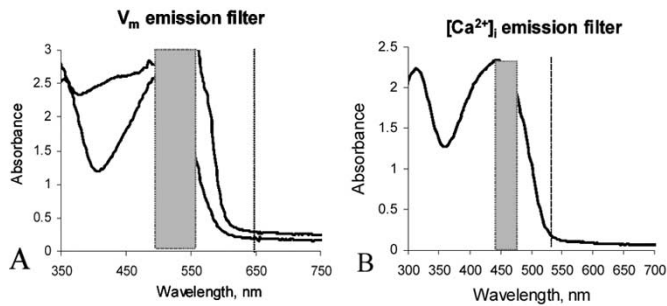 Vm emission filter
3
2.5
2
1.5
1
0.5
0
Absorbance
350 450 550 650 750
Wavelength, nm
A
[Ca²⁺]i emission filter
2.5
2
1.5
1
0.5
0
Absorbance
300 350 400 450 500 550 600 650 700
Wavelength, nm
B